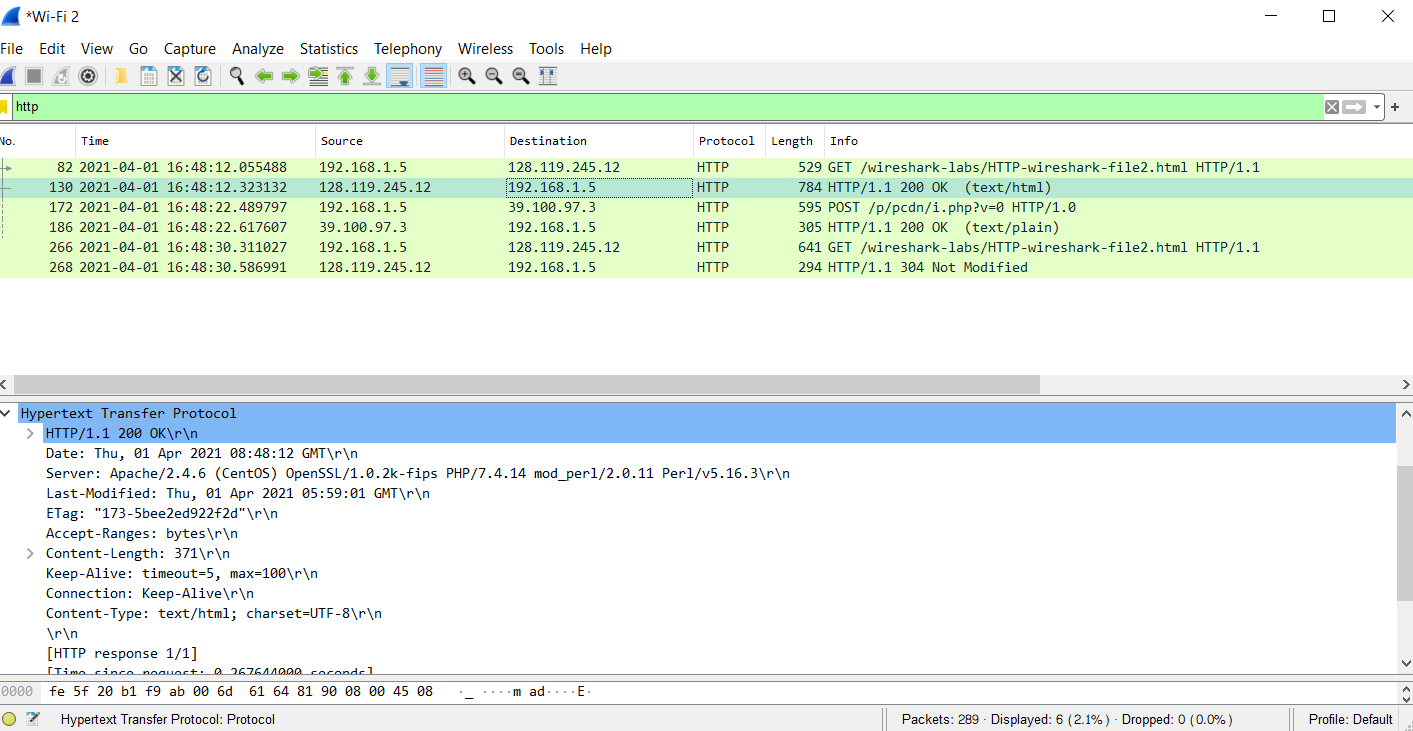 *Wi-Fi 2
File Edit View Go Capture Analyze Statistics Telephony Wireless Tools Help
http
No. Time Source Destination Protocol Length Info
82 2021-04-01 16:48:12.055488 192.168.1.5 128.119.245.12 HTTP 529 GET /wireshark-labs/HTTP-wireshark-file2.html HTTP/1.1
130 2021-04-01 16:48:12.323132 128.119.245.12 192.168.1.5 HTTP 784 HTTP/1.1 200 OK (text/html)
172 2021-04-01 16:48:22.489797 192.168.1.5 39.100.97.3 HTTP 595 POST /p/pcdn/i.php?v=0 HTTP/1.0
186 2021-04-01 16:48:22.617607 39.100.97.3 192.168.1.5 HTTP 305 HTTP/1.1 200 OK (text/plain)
266 2021-04-01 16:48:30.311027 192.168.1.5 128.119.245.12 HTTP 641 GET /wireshark-labs/HTTP-wireshark-file2.html HTTP/1.1
268 2021-04-01 16:48:30.586991 128.119.245.12 192.168.1.5 HTTP 294 HTTP/1.1 304 Not Modified
Hypertext Transfer Protocol
HTTP/1.1 200 OK\r\n
Date: Thu, 01 Apr 2021 08:48:12 GMT\r\n
Server: Apache/2.4.6 (CentOS) OpenSSL/1.0.2k-fips PHP/7.4.14 mod_perl/2.0.11 Perl/v5.16.3\r\n
Last-Modified: Thu, 01 Apr 2021 05:59:01 GMT\r\n
ETag: "173-5bee2ed922f2d"\r\n
Accept-Ranges: bytes\r\n
Content-Length: 371\r\n
Keep-Alive: timeout=5, max=100\r\n
Connection: Keep-Alive\r\n
Content-Type: text/html; charset=UTF-8\r\n
\r\n
[HTTP response 1/1]
[Time since request: 0.267644000 seconds]
0000 fe 5f 20 b1 f9 ab 00 6d 61 64 81 90 08 00 45 08 ·_ ····m ad····E·
Hypertext Transfer Protocol: Protocol Packets: 289 · Displayed: 6 (2.1%) · Dropped: 0 (0.0%) Profile: Default